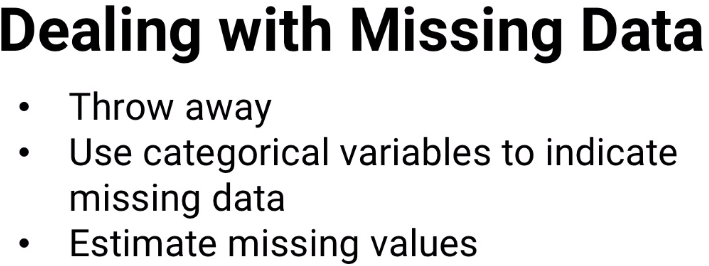 Dealing with Missing Data
• Throw away
• Use categorical variables to indicate
missing data
• Estimate missing values